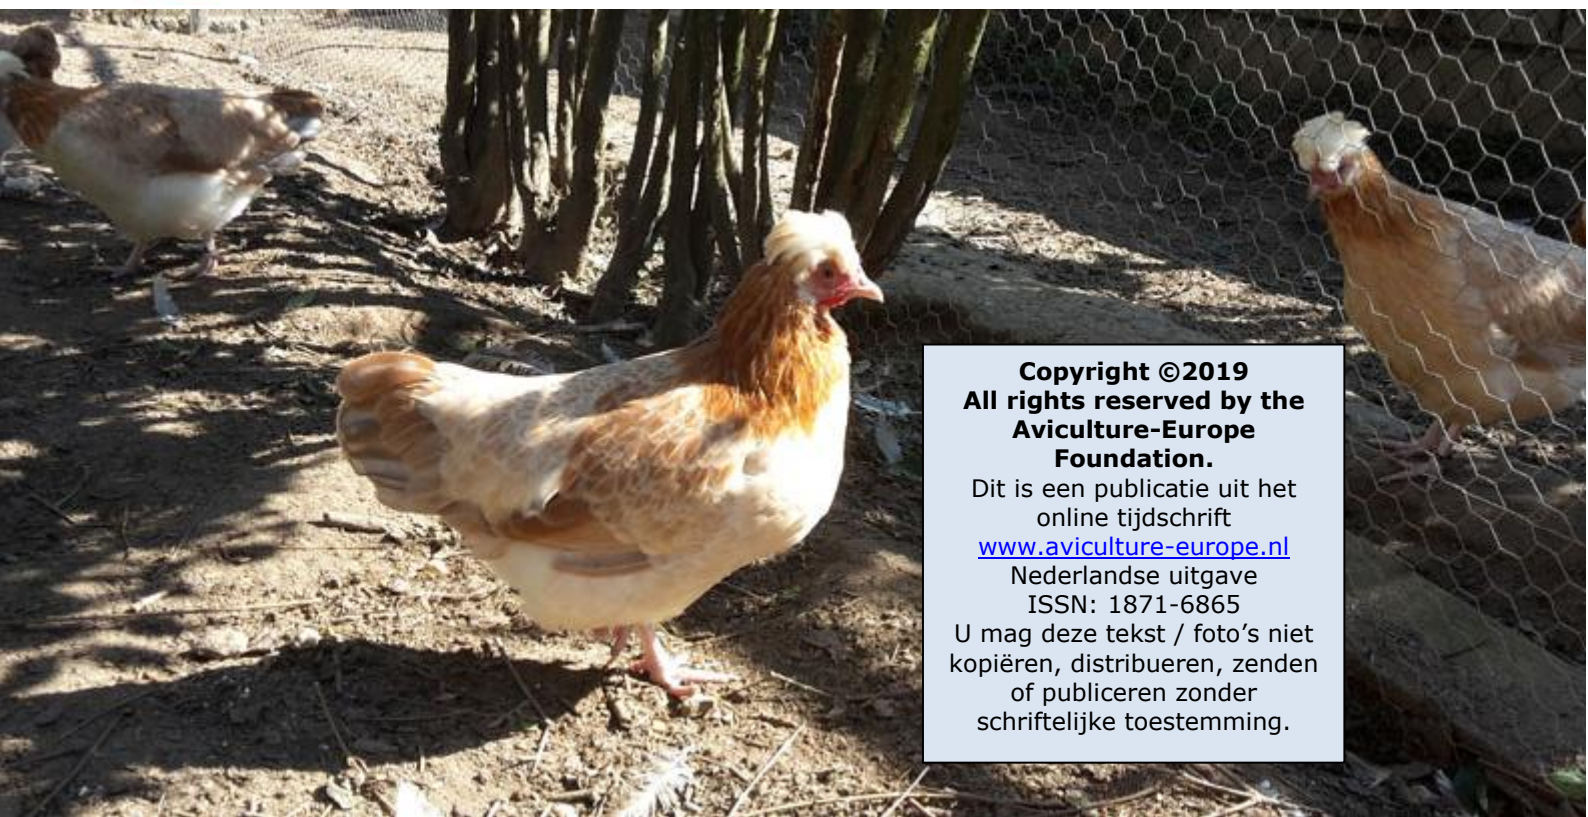 Copyright ©2019
All rights reserved by the
Aviculture-Europe
Foundation.
Dit is een publicatie uit het
online tijdschrift
www.aviculture-europe.nl
Nederlandse uitgave
ISSN: 1871-6865
U mag deze tekst / foto’s niet
kopiëren, distribueren, zenden
of publiceren zonder
schriftelijke toestemming.